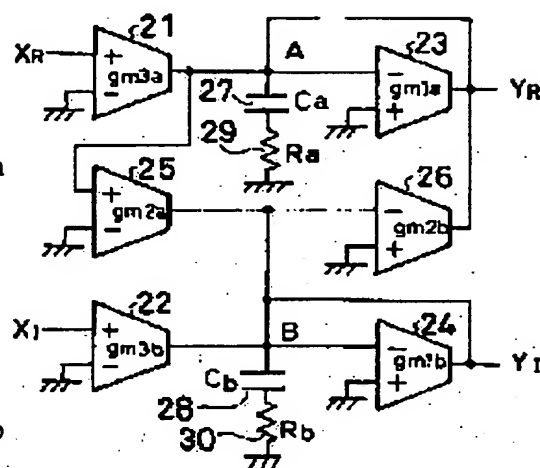 21
XR
+
−
gm3a
A
23
−
gm1a
+
YR
27
Ca
29
Ra
25
+
−
gm2a
26
−
gm2b
+
22
XI
+
−
gm3b
B
24
−
gm1b
+
YI
Cb
28
30
Rb